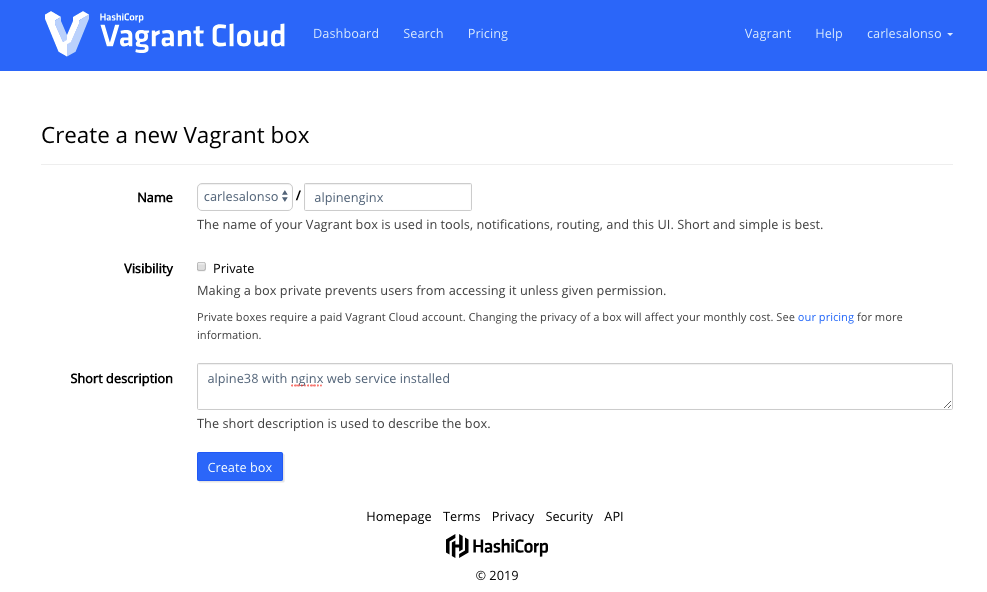 HashiCorp
Vagrant Cloud
Dashboard Search Pricing Vagrant Help carlesalonso
Create a new Vagrant box
Name carlesalonso / alpinenginx
The name of your Vagrant box is used in tools, notifications, routing, and this UI. Short and simple is best.
Visibility Private
Making a box private prevents users from accessing it unless given permission.
Private boxes require a paid Vagrant Cloud account. Changing the privacy of a box will affect your monthly cost. See our pricing for more
information.
Short description alpine38 with nginx web service installed
The short description is used to describe the box.
Create box
Homepage Terms Privacy Security API
HashiCorp
© 2019